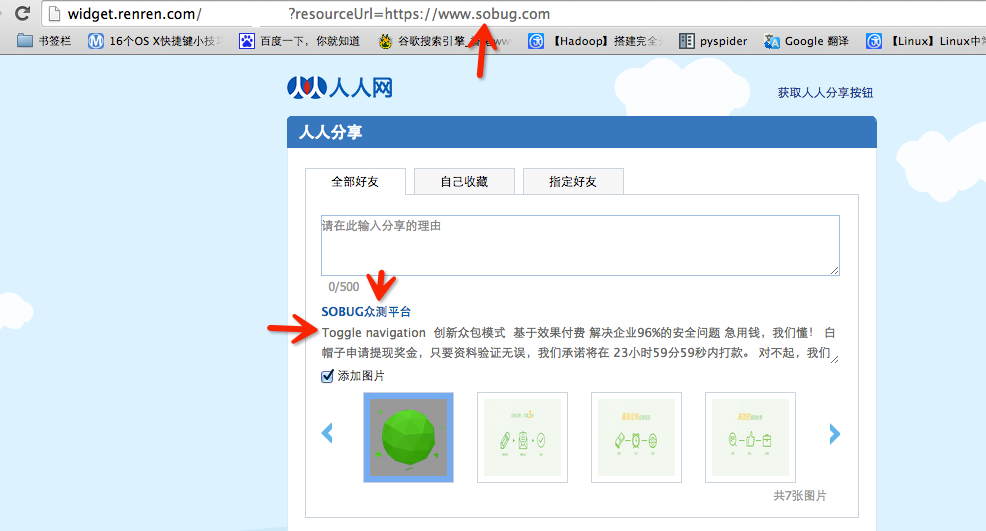 widget.renren.com/ ?resourceUrl=https://www.sobug.com
书签栏 16个OS X快捷键小技 百度一下，你就知道 谷歌搜索引擎 【Hadoop】搭建完全分 pyspider Google 翻译 【Linux】Linux中常
人人网
获取人人分享按钮
人人分享
全部好友 自己收藏 指定好友
请在此输入分享的理由
0/500
SOBUG众测平台
Toggle navigation 创新众包模式 基于效果付费 解决企业96%的安全问题 急用钱，我们懂！ 白
帽子申请提现奖金，只要资料验证无误，我们承诺将在 23小时59分59秒内打款。 对不起，我们
添加图片
共7张图片